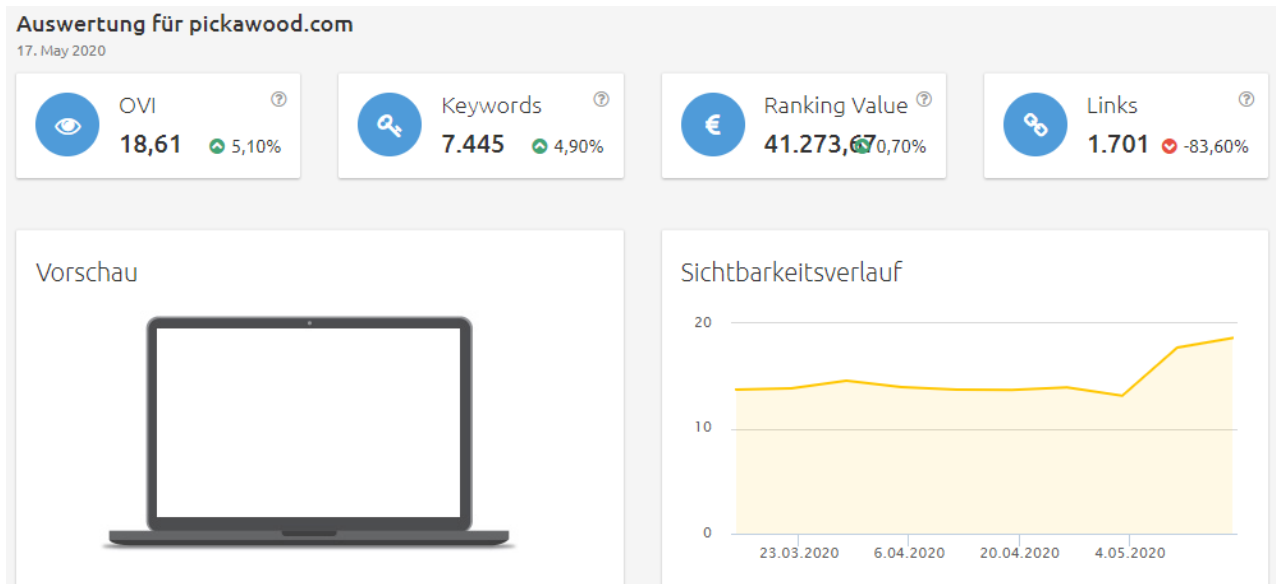 Auswertung für pickawood.com
17. May 2020
OVI
18,61 5,10%
Keywords
7.445 4,90%
Ranking Value
41.273,67 0,70%
Links
1.701 -83,60%
Vorschau
Sichtbarkeitsverlauf
20
10
0
23.03.2020 6.04.2020 20.04.2020 4.05.2020